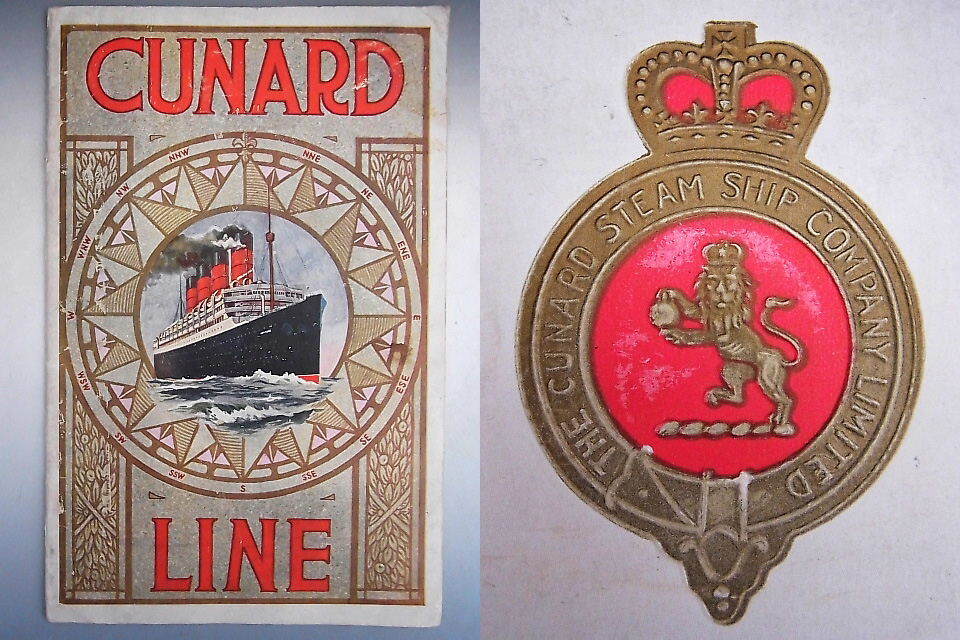 CUNARD
NNW
NNE
NW
NE
WNW
ENE
W
E
WSW
ESE
SW
SE
SSW
SSE
S
LINE
THE CUNARD STEAM SHIP COMPANY LIMITED